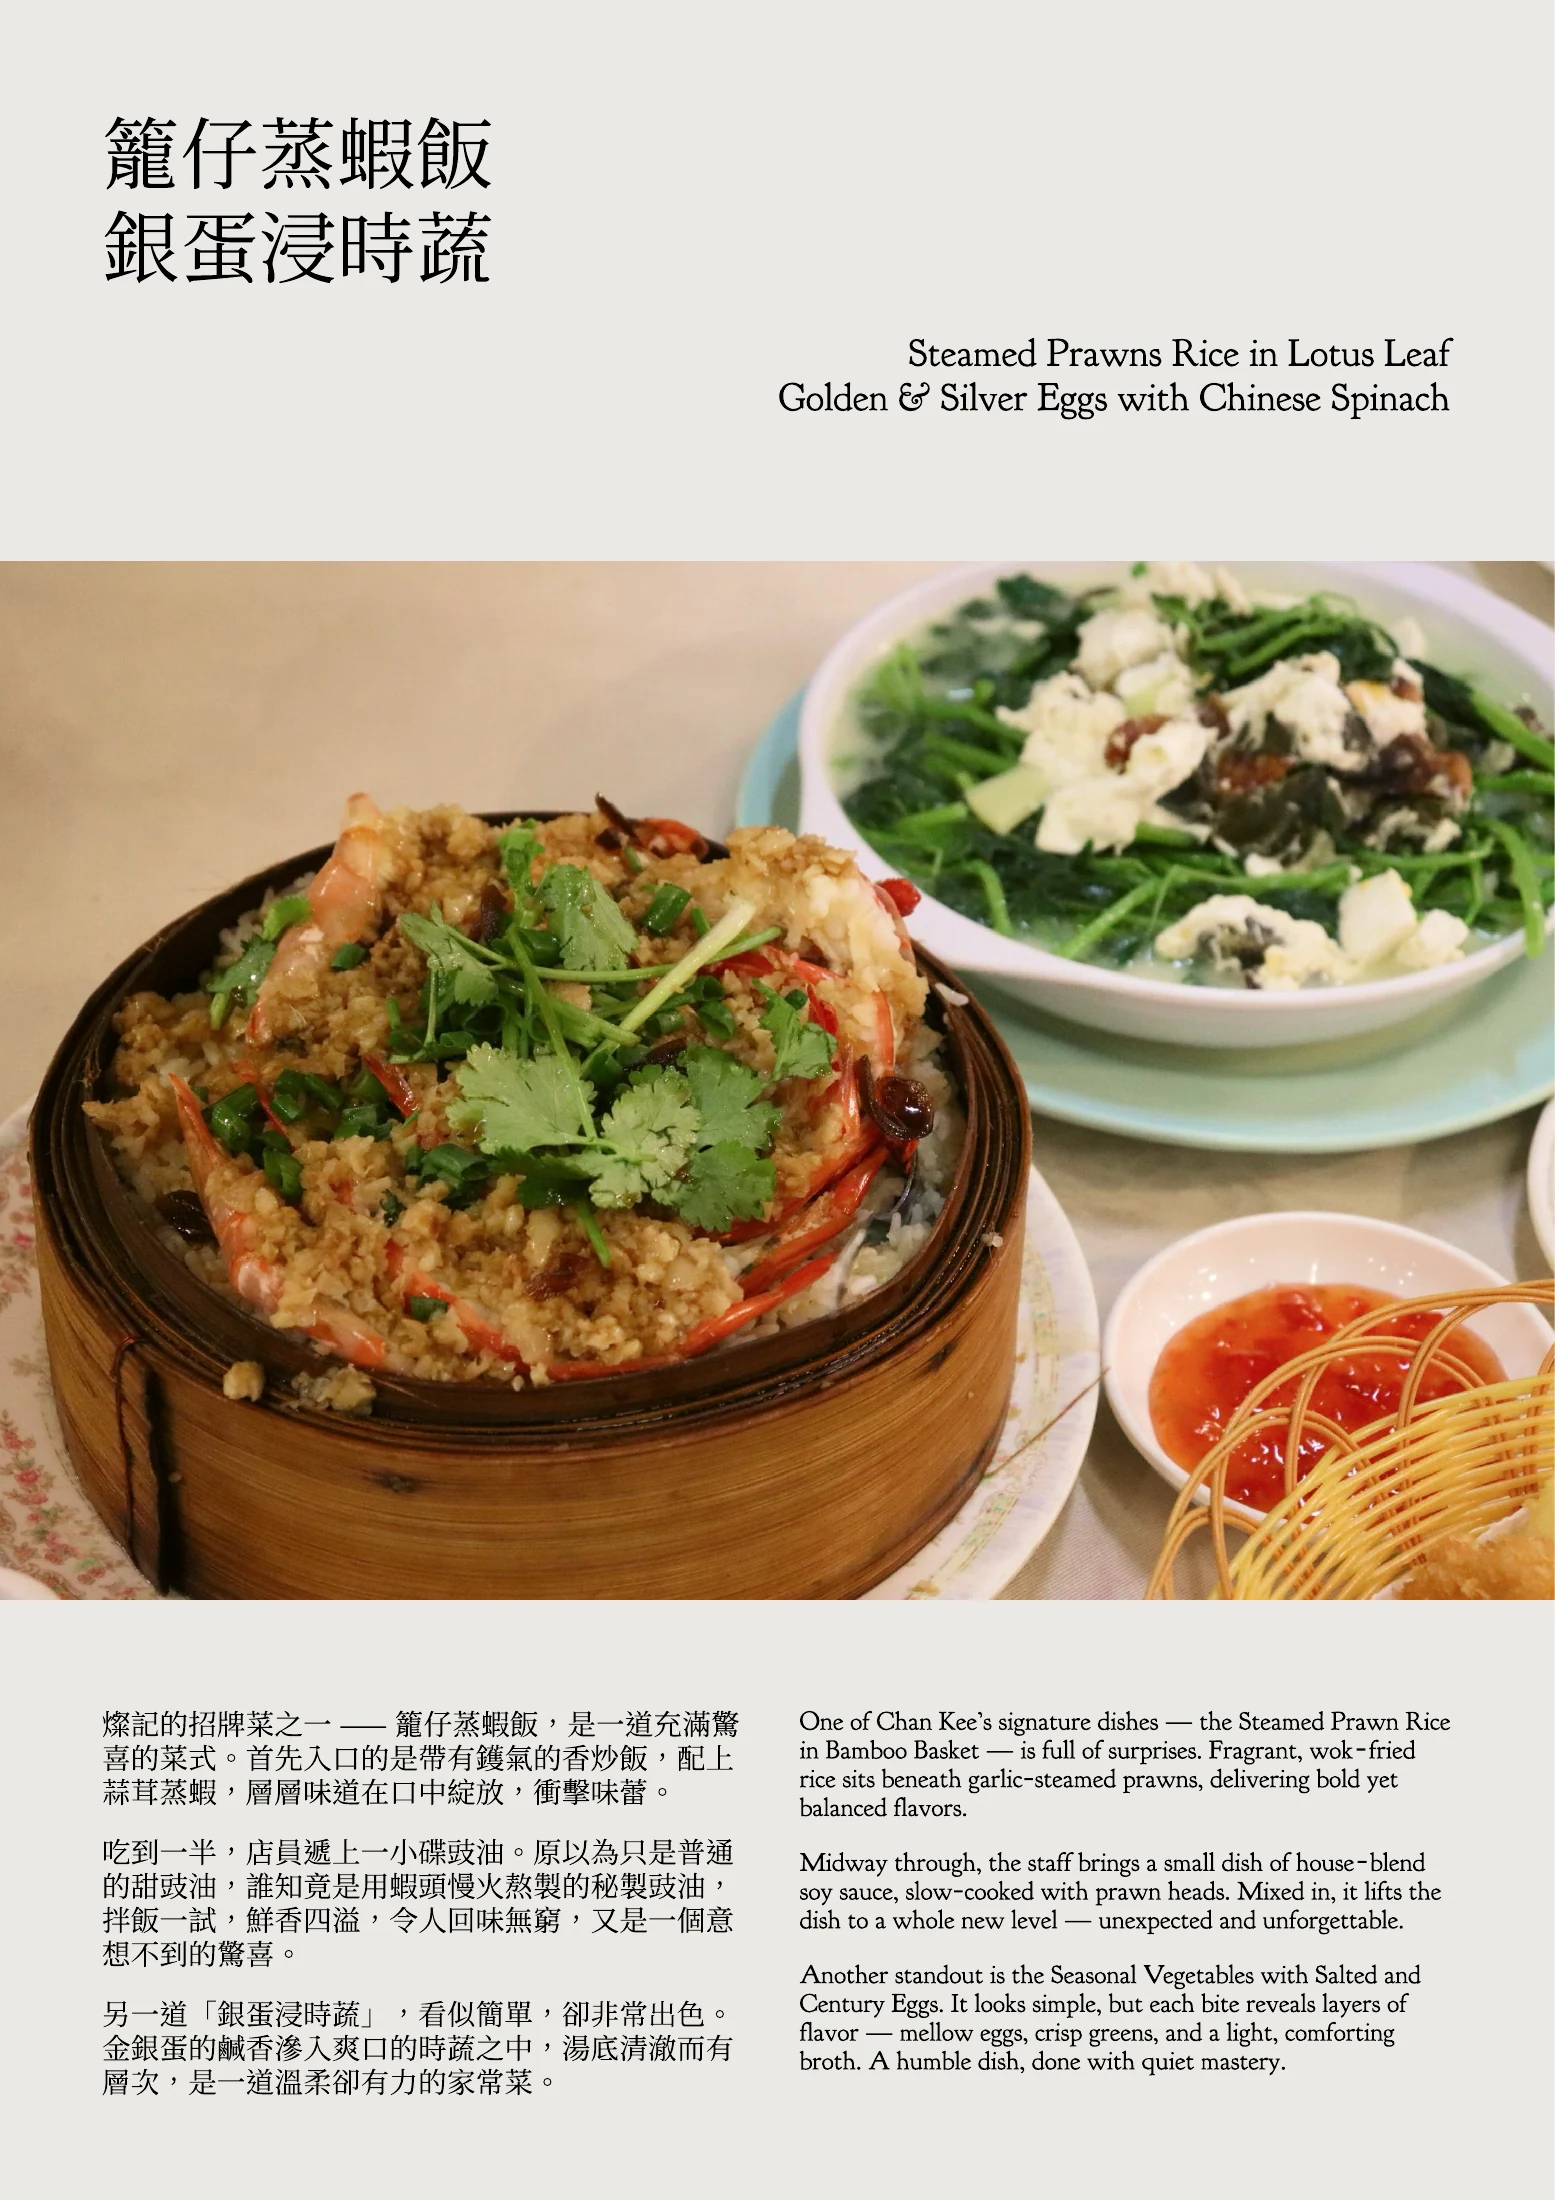 籠仔蒸蝦飯
銀蛋浸時蔬
Steamed Prawns Rice in Lotus Leaf
Golden & Silver Eggs with Chinese Spinach
燦記的招牌菜之一 —— 籠仔蒸蝦飯，是一道充滿驚
喜的菜式。首先入口的是帶有鑊氣的香炒飯，配上
蒜茸蒸蝦，層層味道在口中綻放，衝擊味蕾。
吃到一半，店員遞上一小碟豉油。原以為只是普通
的甜豉油，誰知竟是用蝦頭慢火熬製的秘製豉油，
拌飯一試，鮮香四溢，令人回味無窮，又是一個意
想不到的驚喜。
另一道「銀蛋浸時蔬」，看似簡單，卻非常出色。
金銀蛋的鹹香滲入爽口的時蔬之中，湯底清澈而有
層次，是一道溫柔卻有力的家常菜。
One of Chan Kee’s signature dishes — the Steamed Prawn Rice
in Bamboo Basket — is full of surprises. Fragrant, wok-fried
rice sits beneath garlic-steamed prawns, delivering bold yet
balanced flavors.
Midway through, the staff brings a small dish of house-blend
soy sauce, slow-cooked with prawn heads. Mixed in, it lifts the
dish to a whole new level — unexpected and unforgettable.
Another standout is the Seasonal Vegetables with Salted and
Century Eggs. It looks simple, but each bite reveals layers of
flavor — mellow eggs, crisp greens, and a light, comforting
broth. A humble dish, done with quiet mastery.